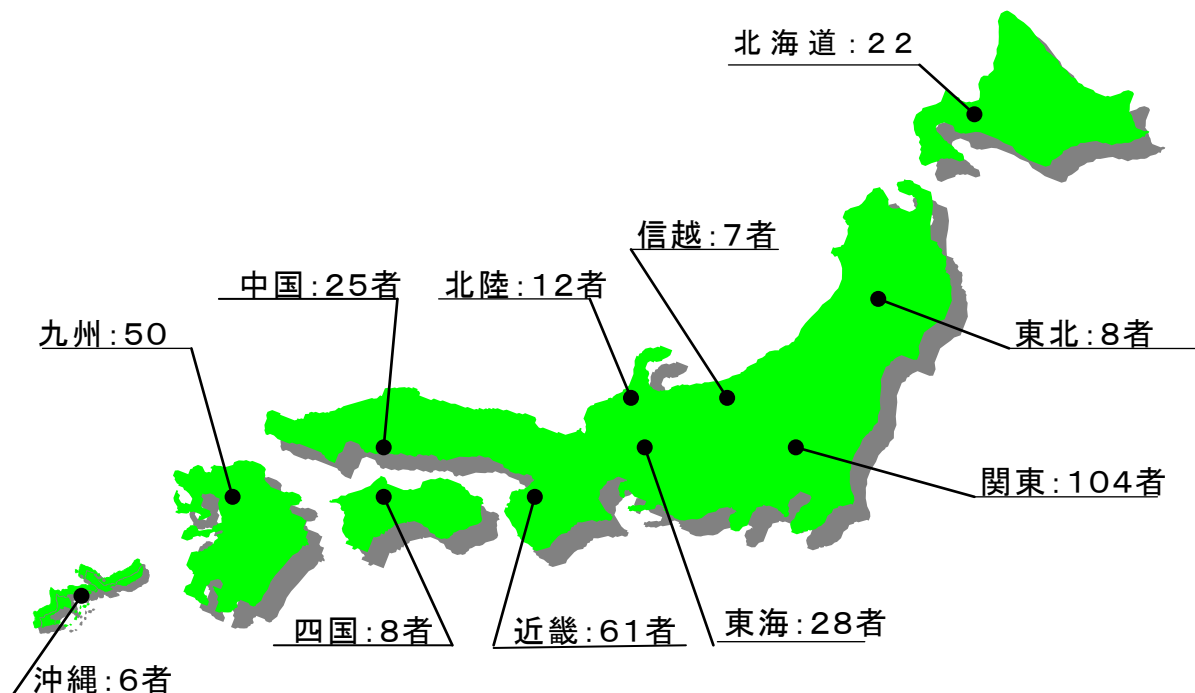 北海道:22
信越:7者
中国:25者
北陸:12者
九州:50
東北:8者
関東:104者
四国:8者
近畿:61者
東海:28者
沖縄:6者